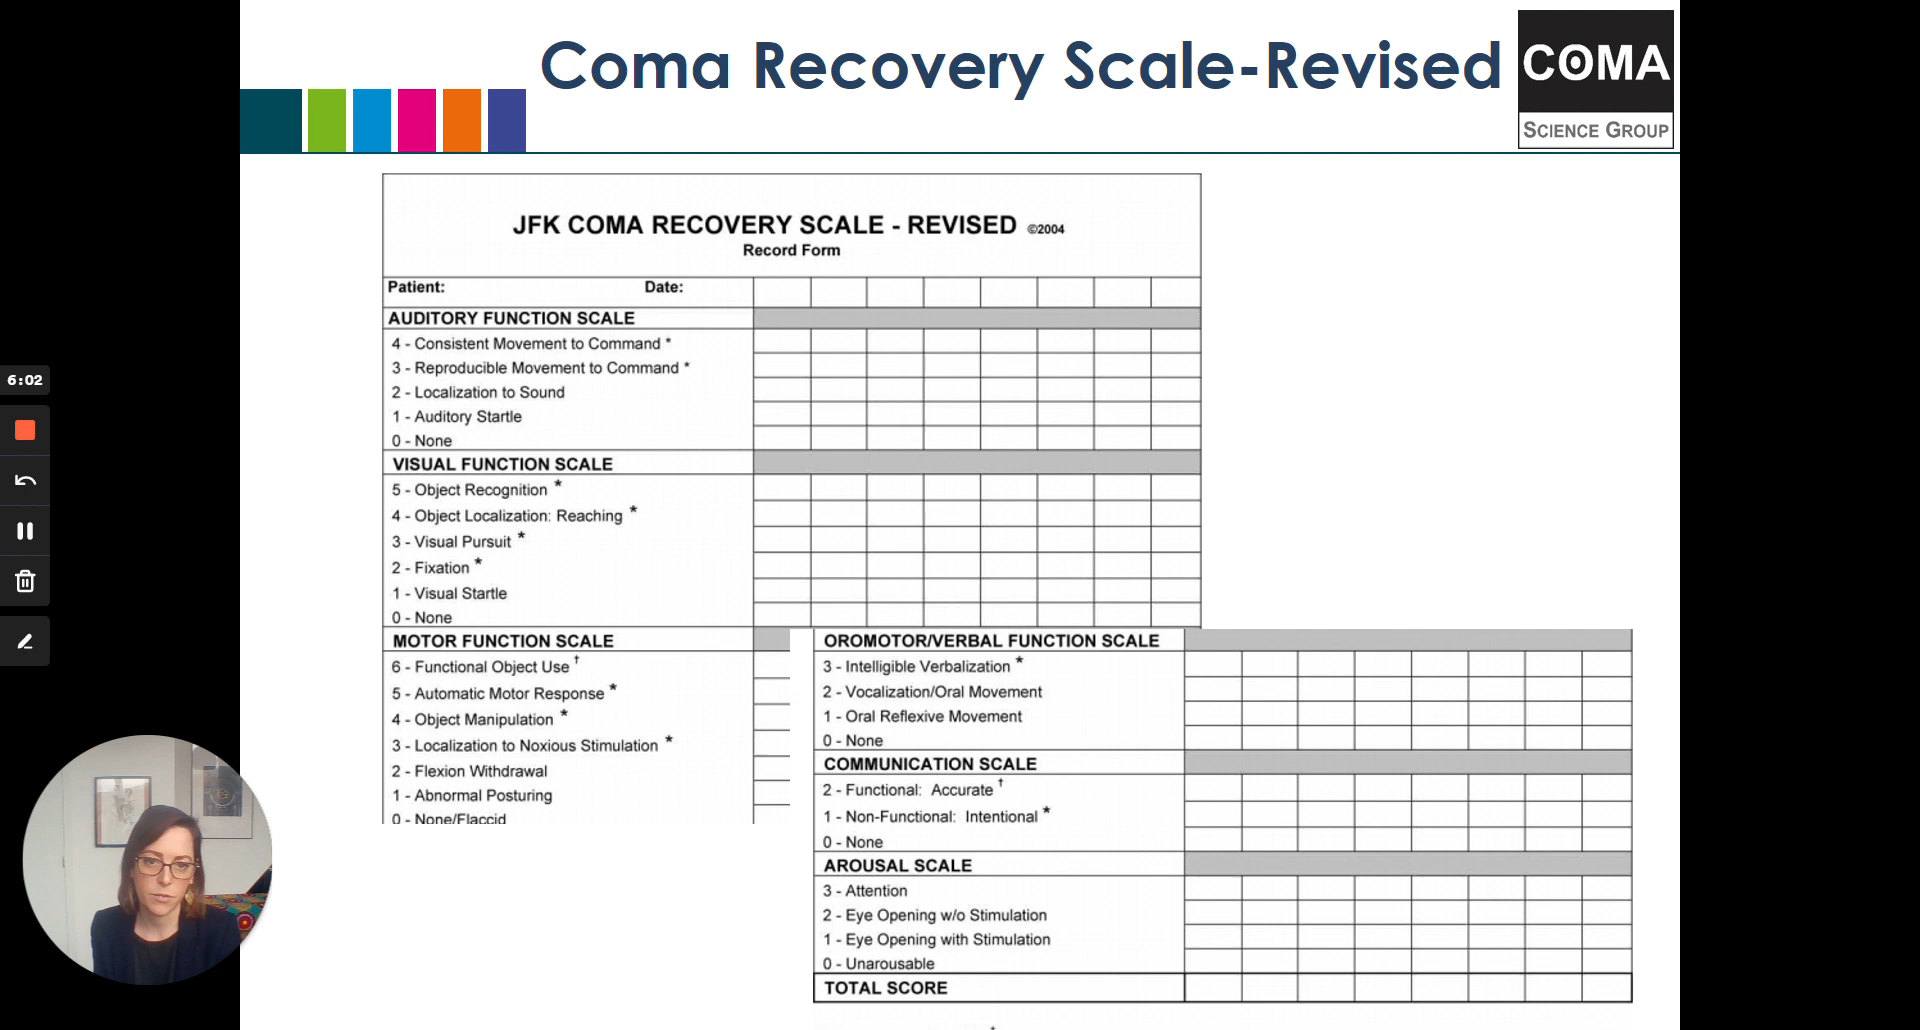 Coma Recovery Scale-Revised
COMA
SCIENCE GROUP
JFK COMA RECOVERY SCALE - REVISED ©2004
Record Form
Patient: Date:
AUDITORY FUNCTION SCALE
4 - Consistent Movement to Command *
3 - Reproducible Movement to Command *
2 - Localization to Sound
1 - Auditory Startle
0 - None
VISUAL FUNCTION SCALE
5 - Object Recognition *
4 - Object Localization: Reaching *
3 - Visual Pursuit *
2 - Fixation *
1 - Visual Startle
0 - None
MOTOR FUNCTION SCALE
6 - Functional Object Use †
5 - Automatic Motor Response *
4 - Object Manipulation *
3 - Localization to Noxious Stimulation *
2 - Flexion Withdrawal
1 - Abnormal Posturing
0 - None/Flaccid
OROMOTOR/VERBAL FUNCTION SCALE
3 - Intelligible Verbalization *
2 - Vocalization/Oral Movement
1 - Oral Reflexive Movement
0 - None
COMMUNICATION SCALE
2 - Functional: Accurate †
1 - Non-Functional: Intentional *
0 - None
AROUSAL SCALE
3 - Attention
2 - Eye Opening w/o Stimulation
1 - Eye Opening with Stimulation
0 - Unarousable
TOTAL SCORE
6:02